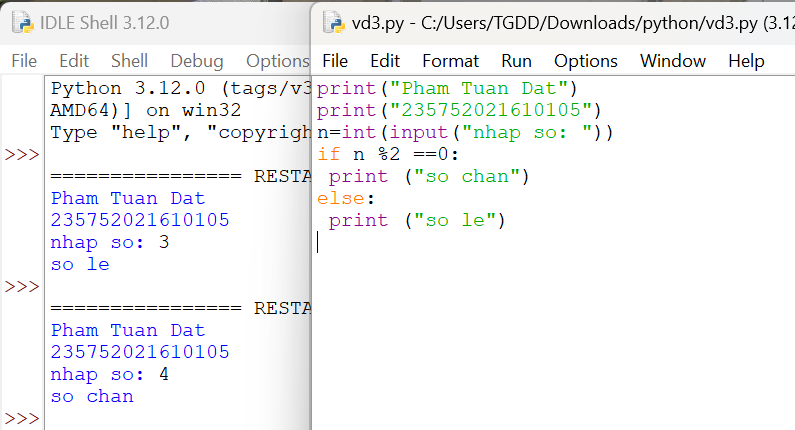 IDLE Shell 3.12.0
File Edit Shell Debug Options
Python 3.12.0 (tags/v3
AMD64)] on win32
Type "help", "copyrigh
>>>
================ RESTA
Pham Tuan Dat
235752021610105
nhap so: 3
so le
>>>
================ RESTA
Pham Tuan Dat
235752021610105
nhap so: 4
so chan
>>>
vd3.py - C:/Users/TGDD/Downloads/python/vd3.py (3.12
File Edit Format Run Options Window Help
print("Pham Tuan Dat")
print("235752021610105")
n=int(input("nhap so: "))
if n %2 ==0:
 print ("so chan")
else:
 print ("so le")